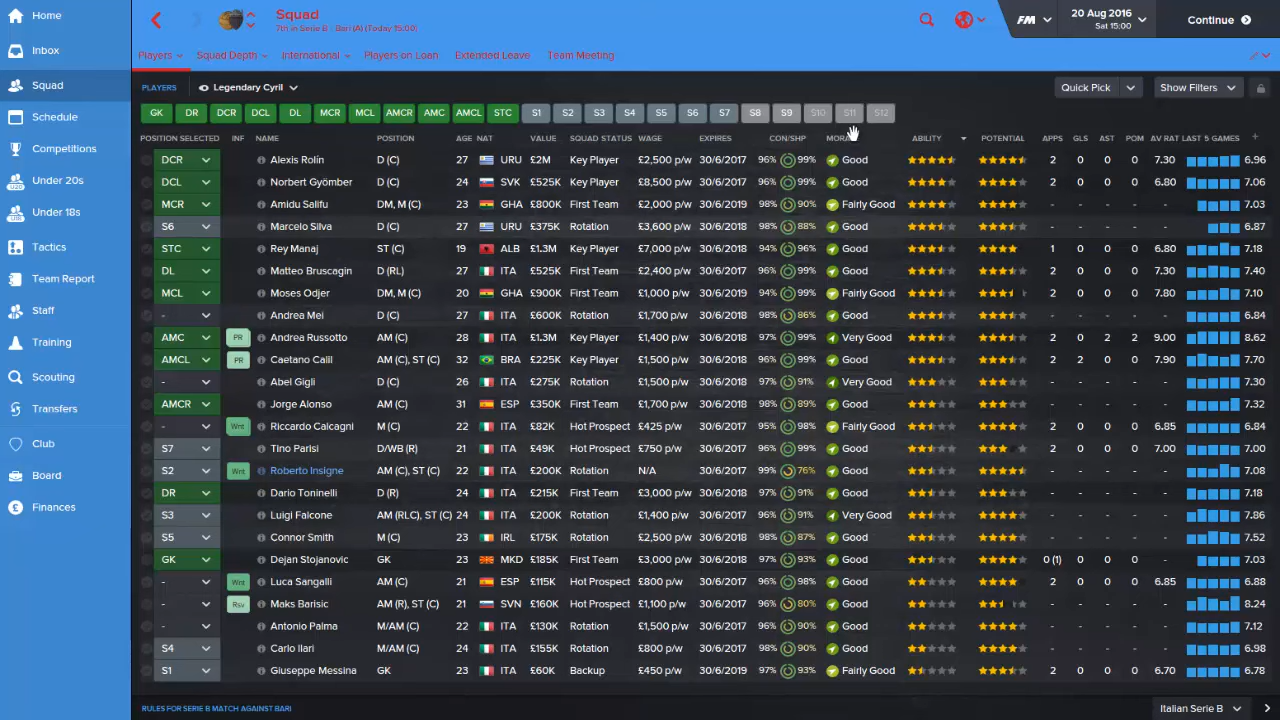 Home
Squad
7th in Serie B - Bari (A) (Today 15:00)
FM
20 Aug 2016
Sat 15:00
Continue
Inbox
Squad
Schedule
Competitions
Under 20s
Under 18s
Tactics
Team Report
Staff
Training
Scouting
Transfers
Club
Board
Finances
Players Squad Depth International Players on Loan Extended Leave Team Meeting
PLAYERS Legendary Cyril Quick Pick Show Filters
GK DR DCR DCL DL MCR MCL AMCR AMC AMCL STC S1 S2 S3 S4 S5 S6 S7 S8 S9 S10 S11 S12
POSITION SELECTED INF NAME POSITION AGE NAT VALUE SQUAD STATUS WAGE EXPIRES CON/SHP ABILITY POTENTIAL APPS GLS AST POM AV RAT LAST 5 GAMES +
DCR Alexis Rolín D (C) 27 URU £2M Key Player £2,500 p/w 30/6/2017 96% 99% Good 2 0 0 0 7.30 6.96
DCL Norbert Gyömber D (C) 24 SVK £525K Key Player £8,500 p/w 30/6/2017 96% 99% Good 2 0 0 0 6.80 7.06
MCR Amidu Salifu DM, M (C) 23 GHA £800K Key Player £2,000 p/w 30/6/2019 98% 90% Fairly Good 7.03
S6 Marcelo Silva D (C) 27 URU £375K Rotation £3,600 p/w 30/6/2018 98% 88% Good 6.87
STC Rey Manaj ST (C) 19 ALB £1.3M Key Player £7,000 p/w 30/6/2018 94% 96% Good 1 0 0 0 6.80 7.18
DL Matteo Bruscagin D (RL) 27 ITA £525K First Team £2,400 p/w 30/6/2018 96% 99% Good 2 0 0 0 7.30 7.40
MCL Moses Odjer DM, M (C) 20 GHA £900K First Team £1,000 p/w 30/6/2019 94% 99% Fairly Good 2 0 0 0 7.80 7.10
- Andrea Mei D (C) 27 ITA £600K Rotation £1,700 p/w 30/6/2017 98% 86% Good 6.84
AMC PR Andrea Russotto AM (C) 28 ITA £1.3M Key Player £1,400 p/w 30/6/2018 97% 99% Very Good 2 0 2 2 9.00 8.62
AMCL PR Caetano Calil AM (C), ST (C) 32 BRA £225K Key Player £1,500 p/w 30/6/2018 96% 99% Good 2 2 0 0 7.90 7.70
- Abel Gigli D (C) 26 ITA £275K Rotation £1,500 p/w 30/6/2018 97% 91% Very Good 7.30
AMCR Jorge Alonso AM (C) 31 ESP £350K First Team £1,700 p/w 30/6/2018 98% 89% Good 7.32
- Wnt Riccardo Calcagni M (C) 22 ITA £82K Hot Prospect £425 p/w 30/6/2017 95% 98% Fairly Good 2 0 0 0 6.85 6.84
S7 Tino Parisi D/WB (R) 21 ITA £49K Hot Prospect £750 p/w 30/6/2017 96% 99% Good 2 0 0 0 7.00 7.00
S2 Wnt Roberto Insigne AM (C), ST (C) 22 ITA £200K Rotation N/A 30/6/2017 99% 76% Good 7.08
DR Dario Toninelli D (R) 24 ITA £215K First Team £3,000 p/w 30/6/2018 97% 91% Good 7.18
S3 Luigi Falcone AM (RLC), ST (C) 24 ITA £200K Rotation £1,400 p/w 30/6/2017 96% 91% Very Good 7.86
S5 Connor Smith M (C) 23 IRL £175K Rotation £2,500 p/w 30/6/2018 98% 87% Good 7.52
GK Dejan Stojanovic GK 23 MKD £185K First Team £3,000 p/w 30/6/2017 97% 93% Good 0 (1) 0 0 0 7.03
- Wnt Luca Sangalli AM (C) 21 ESP £115K Hot Prospect £800 p/w 30/6/2017 96% 98% Fairly Good 2 0 0 0 6.85 6.88
- Rsv Maks Barisic AM (R), ST (C) 21 SVN £160K Hot Prospect £1,100 p/w 30/6/2017 96% 80% Good 8.24
- Antonio Palma M/AM (C) 22 ITA £130K Rotation £1,500 p/w 30/6/2017 96% 90% Good 7.12
S4 Carlo Ilari M/AM (C) 24 ITA £155K Rotation £800 p/w 30/6/2017 98% 90% Good 6.98
S1 Giuseppe Messina GK 23 ITA £60K Backup £450 p/w 30/6/2019 97% 93% Fairly Good 2 0 0 0 6.70 6.78
RULES FOR SERIE B MATCH AGAINST BARI Italian Serie B